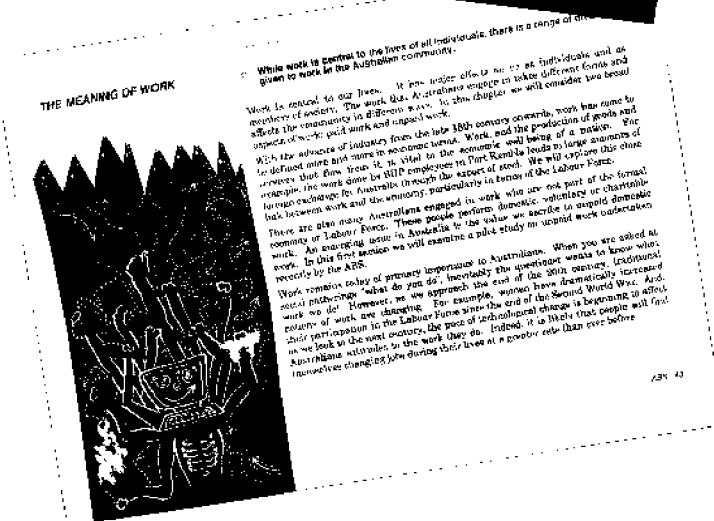 THE MEANING OF WORK
While work is central to the lives of all individuals, there is a range of
given to work in the Australian community.
Work is central to our lives. It has major effects on us as individuals and as
members of society. The work that Australians engage in takes different forms and
affects the community in different ways. In this chapter we will consider two broad
aspects of work: paid work and unpaid work.
With the advance of industry from the late 18th century onwards, work has come to
be defined more and more in economic terms. Work, and the production of goods and
services that flow from it, is vital to the economic well-being of a nation. For
example, the work done by BHP employees in Port Kembla leads to large amounts of
foreign exchange for Australia through the export of steel. We will explore this close
link between work and the economy, particularly in terms of the Labour Force.
There are also many Australians engaged in work who are not part of the formal
economy or Labour Force. These people perform domestic, voluntary or charitable
work. An emerging issue in Australia is the value we ascribe to unpaid domestic
work. In this first section we will examine a pilot study on unpaid work undertaken
recently by the ABS.
Work remains today of primary importance to Australians. When you are asked at
social gatherings "what do you do", inevitably the questioner wants to know what
work we do! However, as we approach the end of the 20th century, traditional
patterns of work are changing. For example, women have dramatically increased
their participation in the Labour Force since the end of the Second World War. And,
as we look to the next century, the pace of technological change is beginning to affect
Australians attitudes to the work they do. Indeed, it is likely that people will find
themselves changing jobs during their lives at a greater rate than ever before.
ABS 43